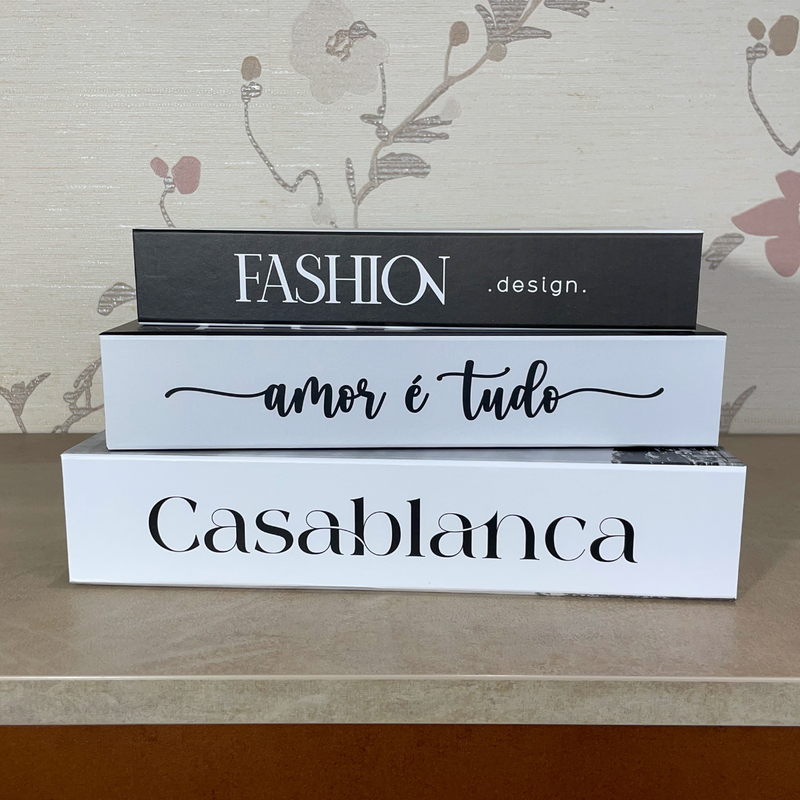 FASHION .design.
amor é tudo
Casablanca